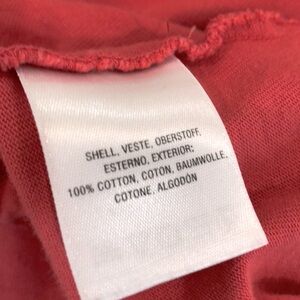 SHELL, VESTE, OBERSTOFF,
ESTERNO, EXTERIOR:
100% COTTON, COTON, BAUMWOLLE,
COTONE, ALGODÓN